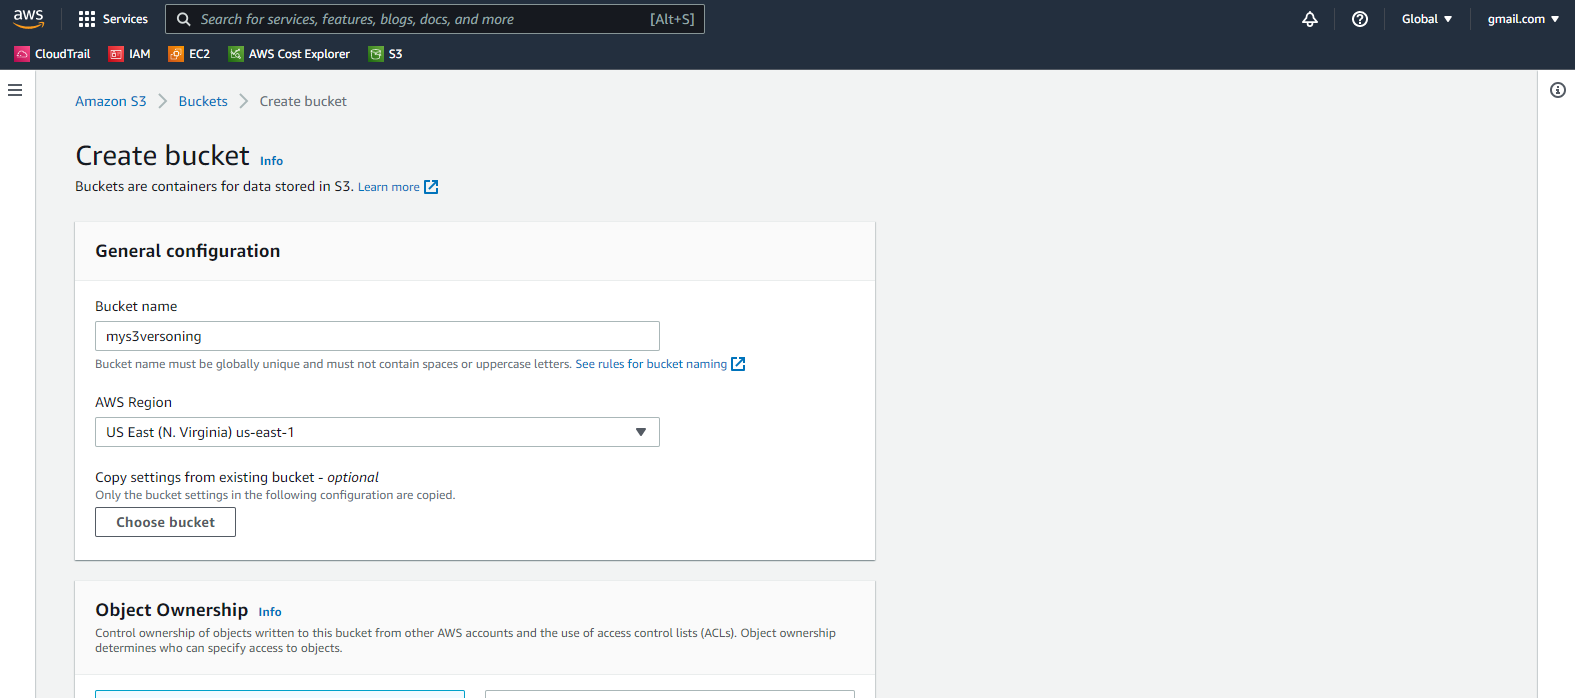 aws Services Search for services, features, blogs, docs, and more [Alt+S] Global gmail.com
CloudTrail IAM EC2 AWS Cost Explorer S3
Amazon S3 Buckets Create bucket
Create bucket Info
Buckets are containers for data stored in S3. Learn more
General configuration
Bucket name
mys3versoning
Bucket name must be globally unique and must not contain spaces or uppercase letters. See rules for bucket naming
AWS Region
US East (N. Virginia) us-east-1
Copy settings from existing bucket - optional
Only the bucket settings in the following configuration are copied.
Choose bucket
Object Ownership Info
Control ownership of objects written to this bucket from other AWS accounts and the use of access control lists (ACLs). Object ownership
determines who can specify access to objects.